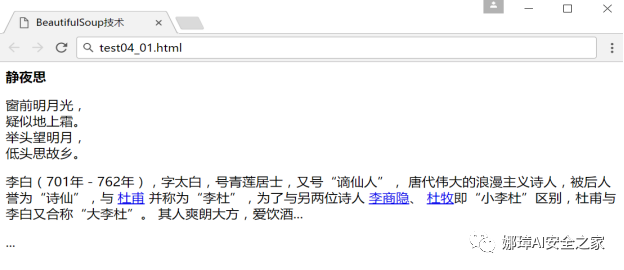 BeautifulSoup技术
test04_01.html
静夜思
窗前明月光，
疑似地上霜。
举头望明月，
低头思故乡。
李白（701年－762年），字太白，号青莲居士，又号“谪仙人”， 唐代伟大的浪漫主义诗人，被后人
誉为“诗仙”，与 杜甫 并称为“李杜”，为了与另两位诗人 李商隐、 杜牧即“小李杜”区别，杜甫与
李白又合称“大李杜”。 其人爽朗大方，爱饮酒...
...
娜璋AI安全之家